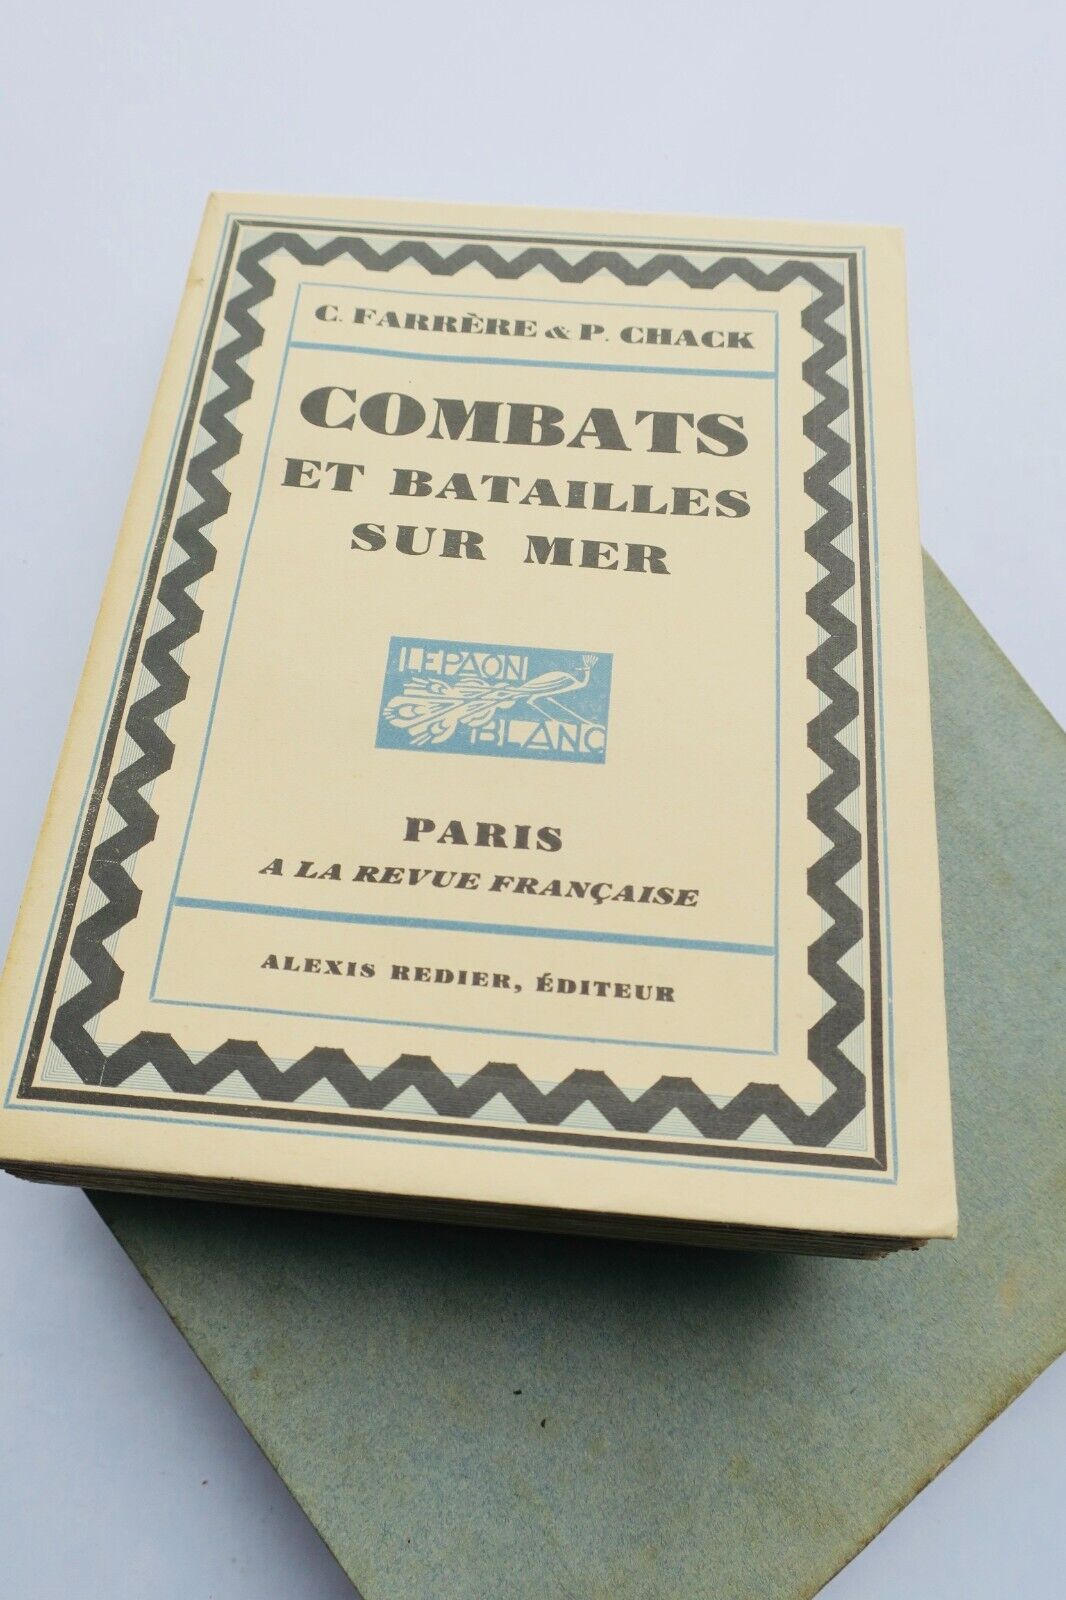 C. FARRÈRE & P. CHACK
COMBATS
ET BATAILLES
SUR MER
LE PAON
BLANC
PARIS
A LA REVUE FRANÇAISE
ALEXIS REDIER, ÉDITEUR